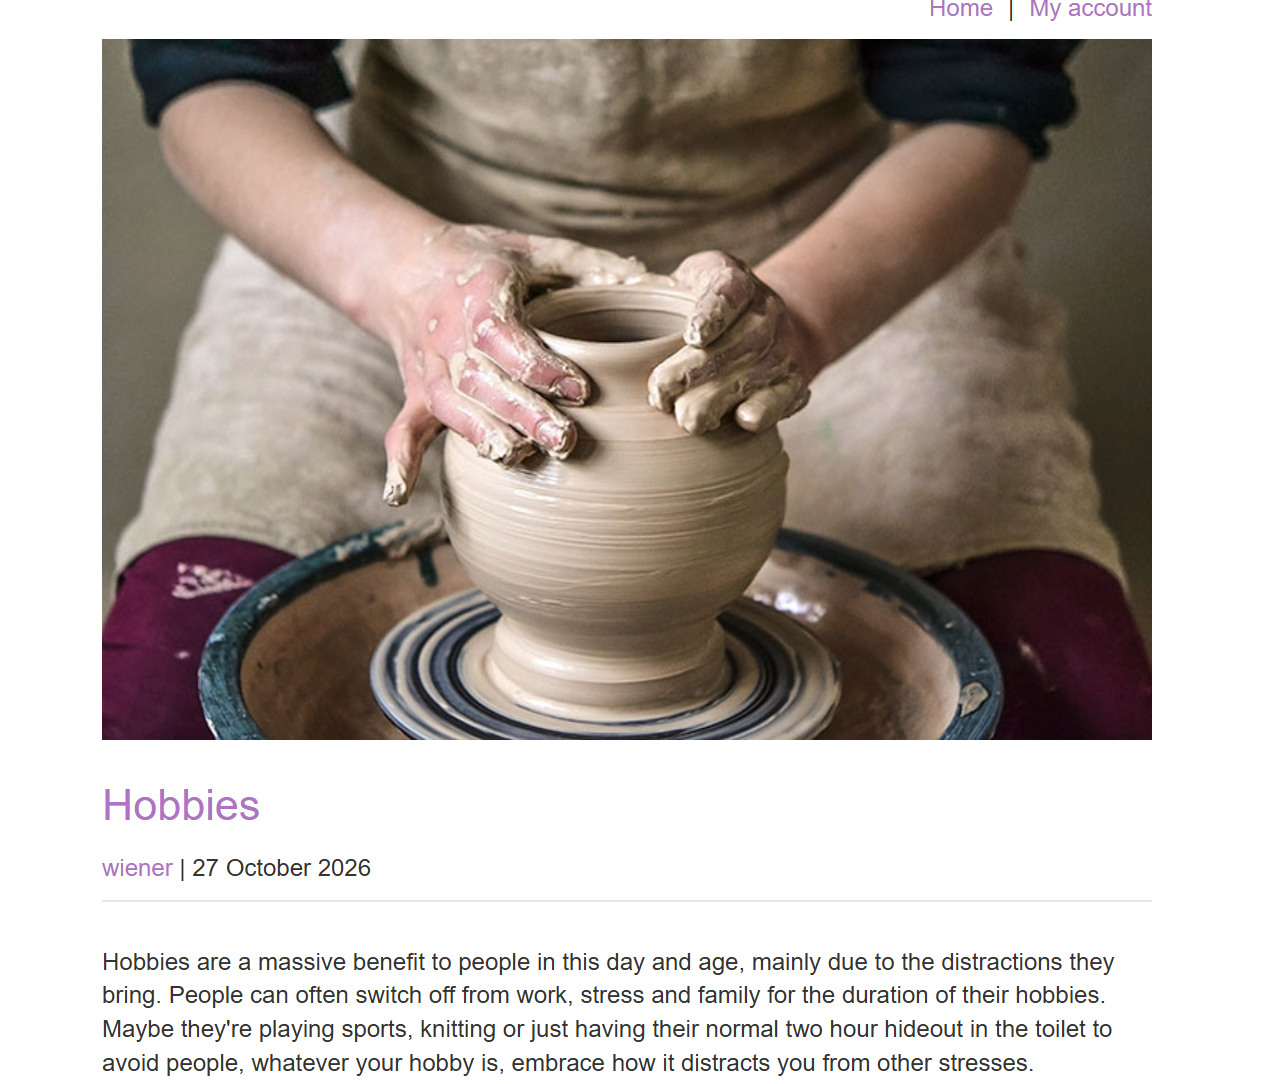 Home | My account
Hobbies
wiener | 27 October 2026
Hobbies are a massive benefit to people in this day and age, mainly due to the distractions they
bring. People can often switch off from work, stress and family for the duration of their hobbies.
Maybe they're playing sports, knitting or just having their normal two hour hideout in the toilet to
avoid people, whatever your hobby is, embrace how it distracts you from other stresses.